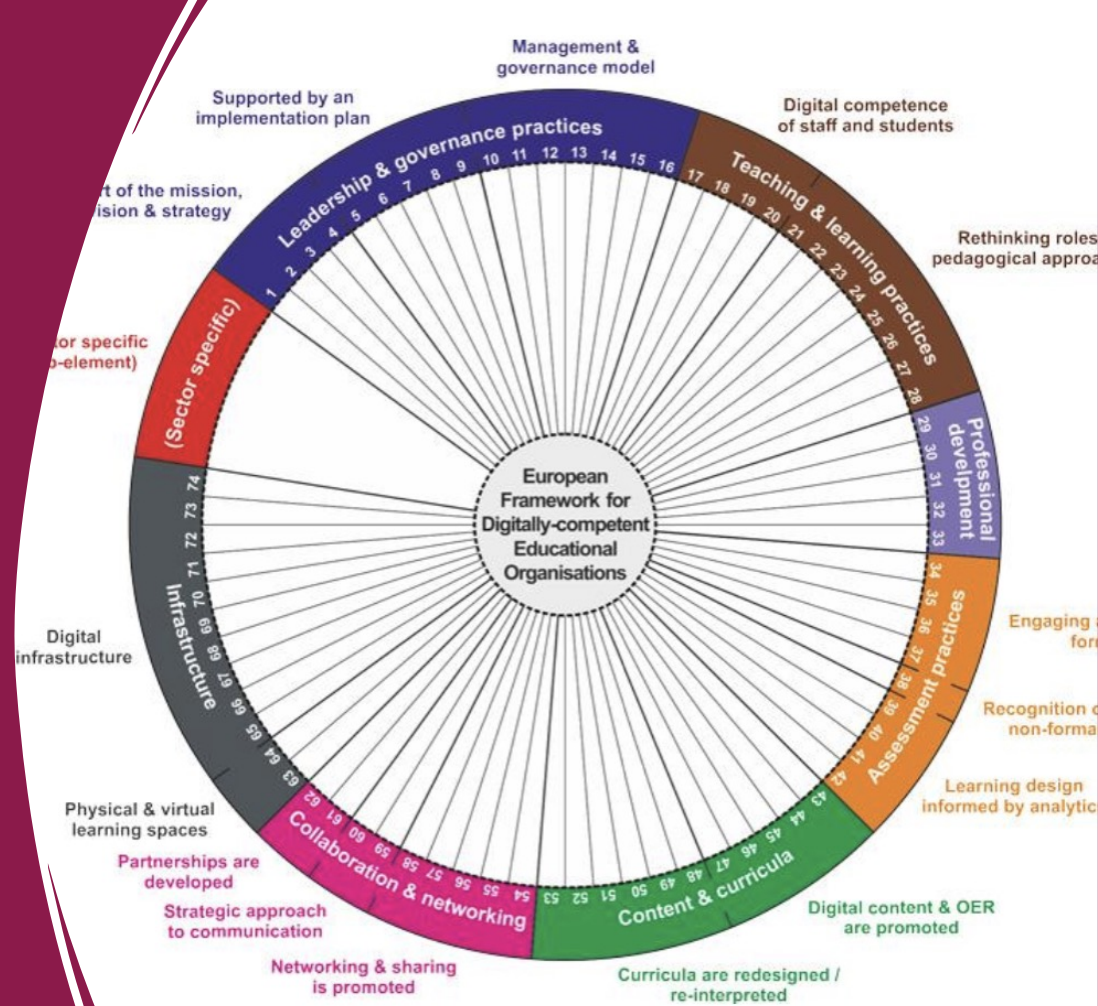 Management &
governance model
Supported by an
implementation plan
of the mission,
& strategy
specific
Digital competence
of staff and students
Rethinking roles
pedagogical
Engaging
Recognition
Learning design
informed by
Digital content & OER
are promoted
Curricula are redesigned /
re-interpreted
Networking & sharing
is promoted
Strategic approach
to communication
Partnerships are
developed
Physical & virtual
learning spaces
Digital
infrastructure
Leadership & governance practices
1 2 3 4 5 6 7 8 9 10 11 12 13 14 15 16
Teaching & learning practices
17 18 19 20 21 22 23 24 25 26 27 28
Professional
develpment
29 30 31 32 33
Assessment practices
34 35 36 37 38 39 40 41 42
Content & curricula
43 44 45 46 47 48 49 50 51 52 53
Collaboration & networking
54 55 56 57 58 59 60 61 62
Infrastructure
63 64 65 66 67 68 69 70 71 72 73 74
(Sector specific)
European
Framework for
Digitally-competent
Educational
Organisations